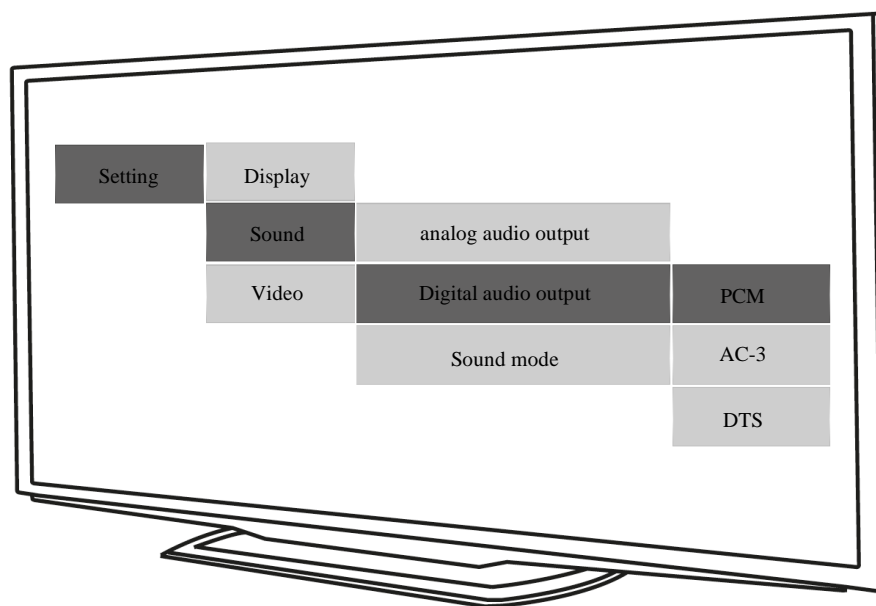 Setting
Display
Sound
analog audio output
Video
Digital audio output
PCM
Sound mode
AC-3
DTS